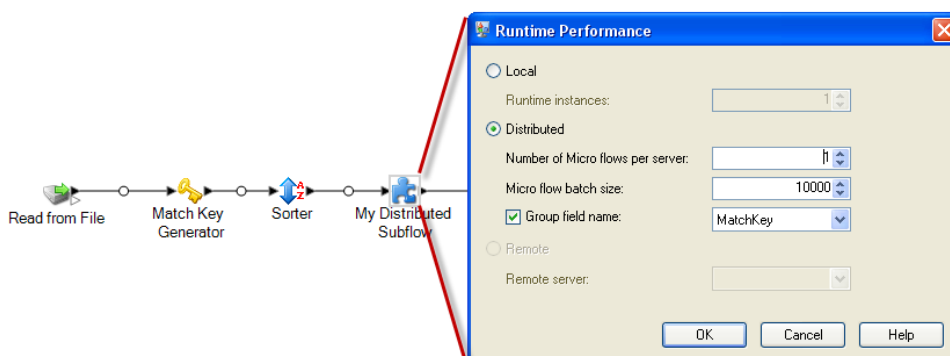 Runtime Performance
Local
Runtime instances:
1
Distributed
Number of Micro flows per server:
1
Micro flow batch size:
10000
Group field name:
MatchKey
Remote
Remote server:
OK
Cancel
Help
Read from File
Match Key
Generator
A
Z
Sorter
My Distributed
Subflow